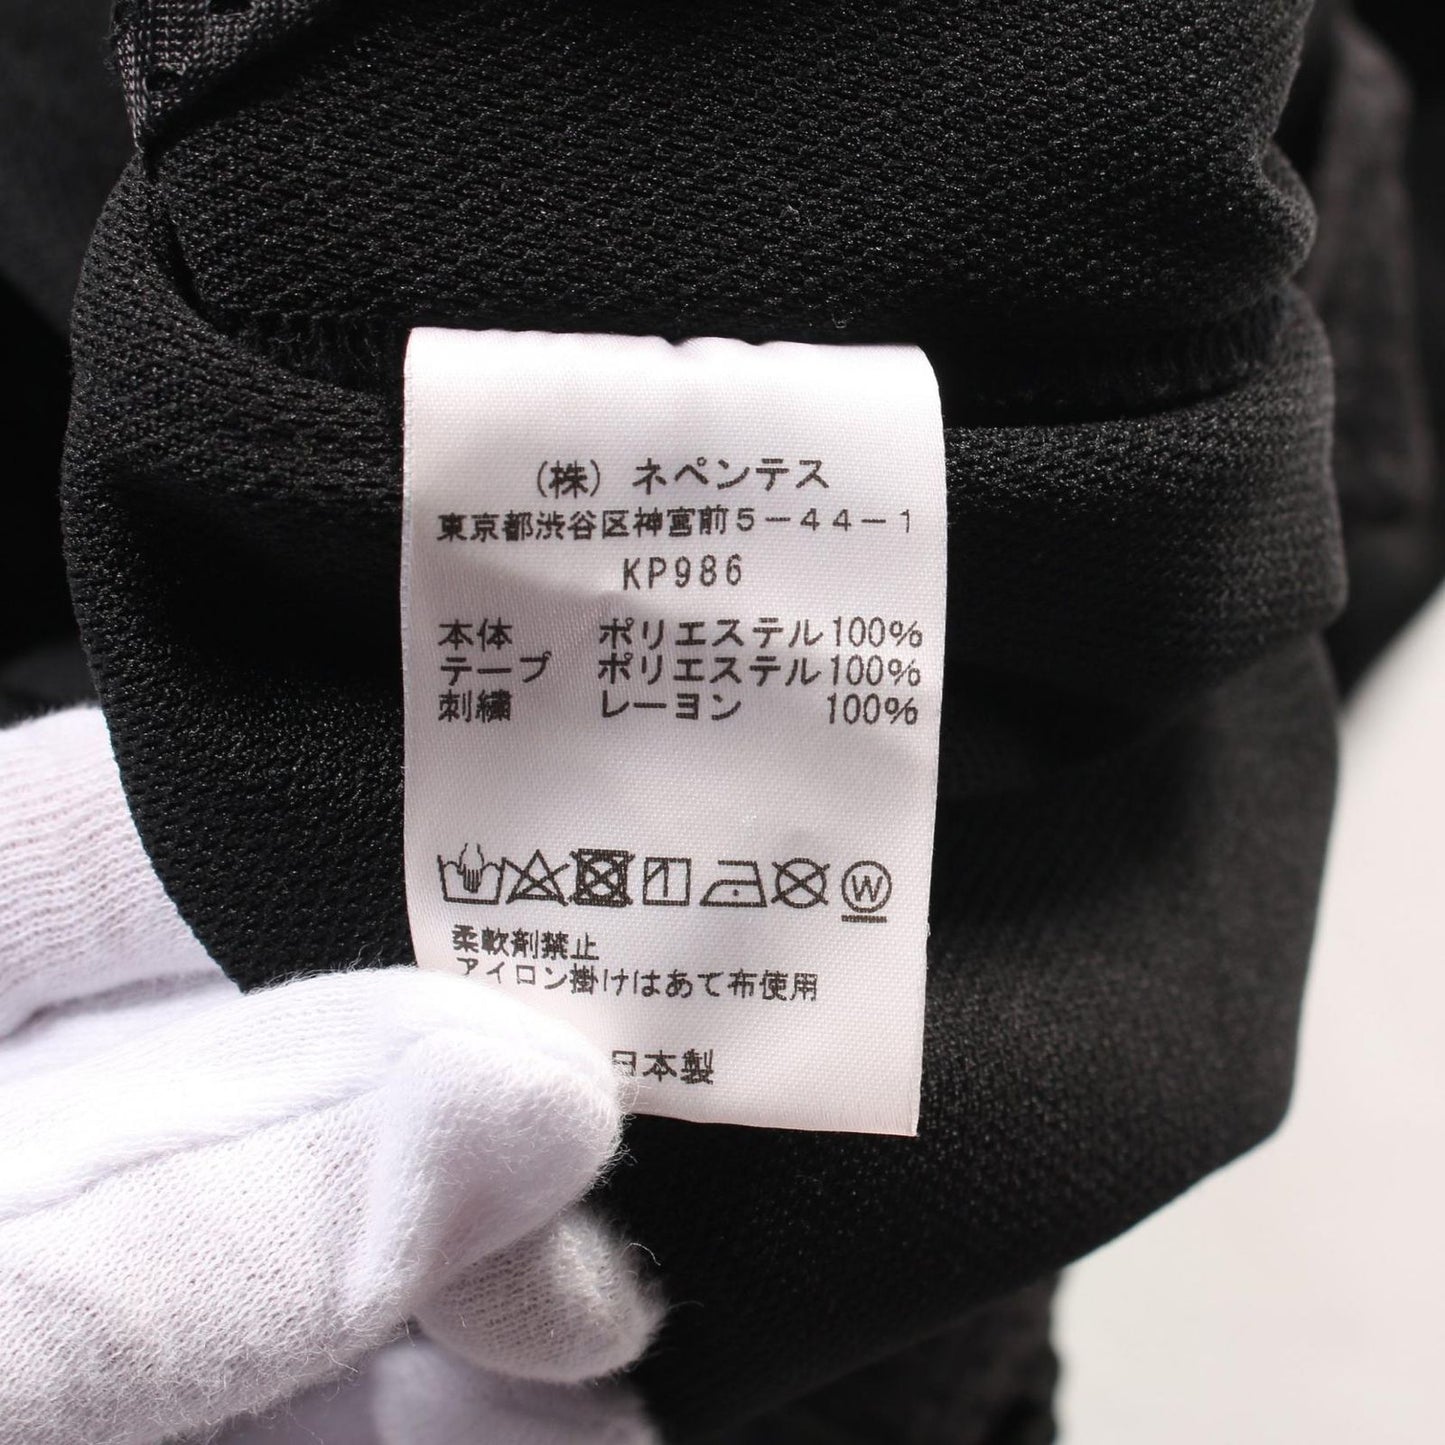 (株) ネペンテス
東京都渋谷区神宮前5-44-1
KP986
本体 ポリエステル100%
テープ ポリエステル100%
刺繍 レーヨン 100%
W
柔軟剤禁止
アイロン掛けはあて布使用
日本製